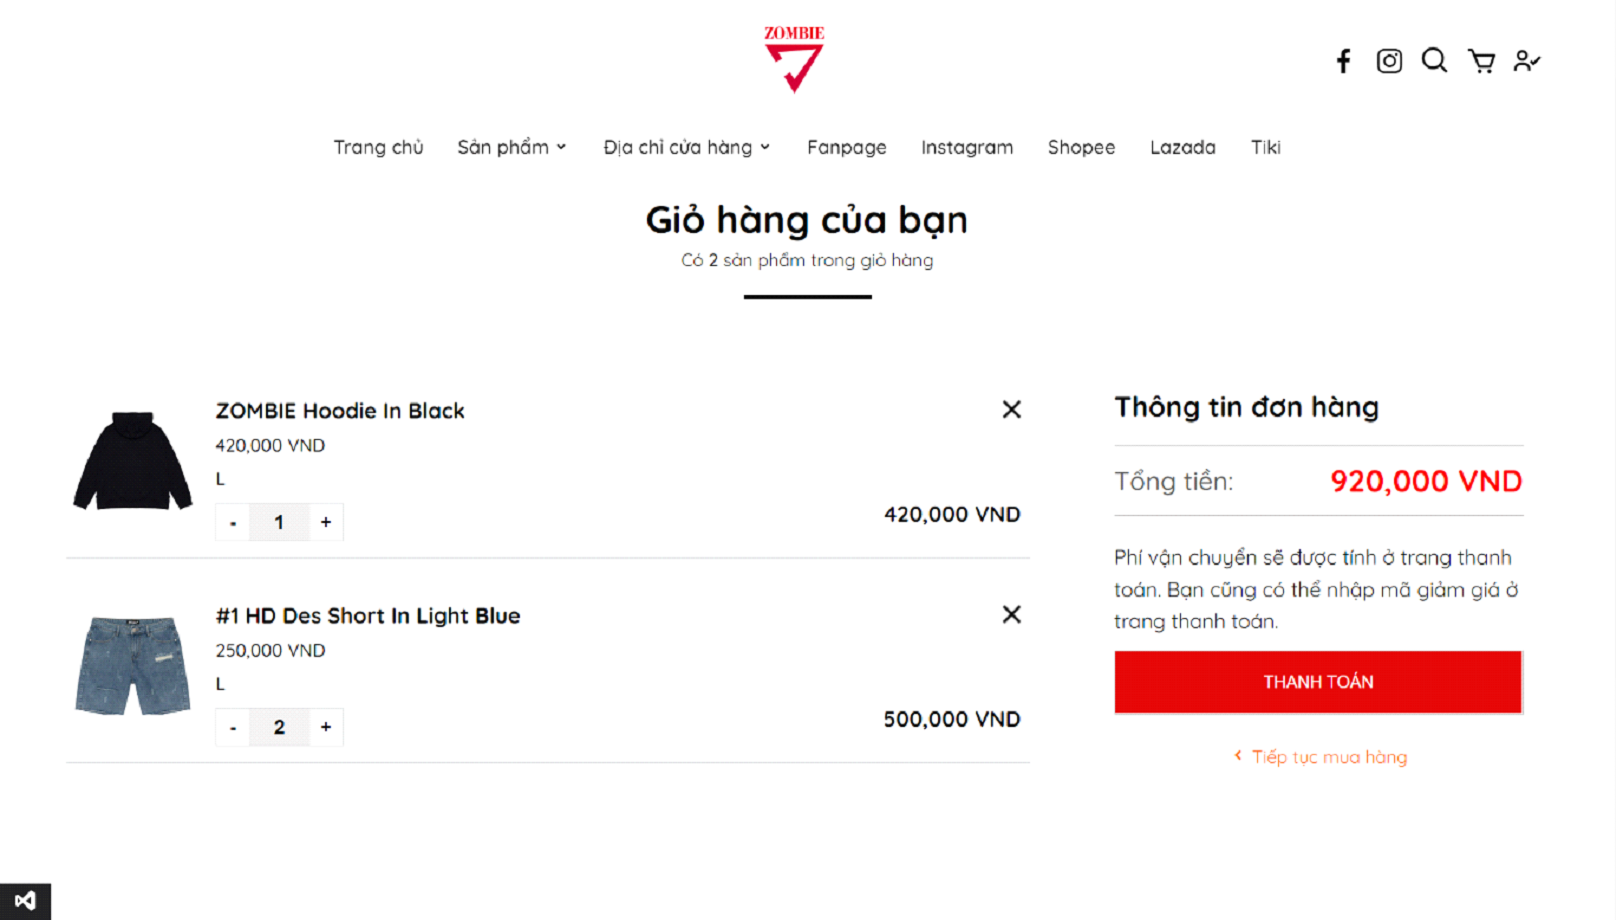 ZOMBIE
Trang chủ Sản phẩm Địa chỉ cửa hàng Fanpage Instagram Shopee Lazada Tiki
Giỏ hàng của bạn
Có 2 sản phẩm trong giỏ hàng
ZOMBIE Hoodie In Black
420,000 VND
L
- 1 +
420,000 VND
#1 HD Des Short In Light Blue
250,000 VND
L
- 2 +
500,000 VND
Thông tin đơn hàng
Tổng tiền: 920,000 VND
Phí vận chuyển sẽ được tính ở trang thanh
toán. Bạn cũng có thể nhập mã giảm giá ở
trang thanh toán.
THANH TOÁN
Tiếp tục mua hàng